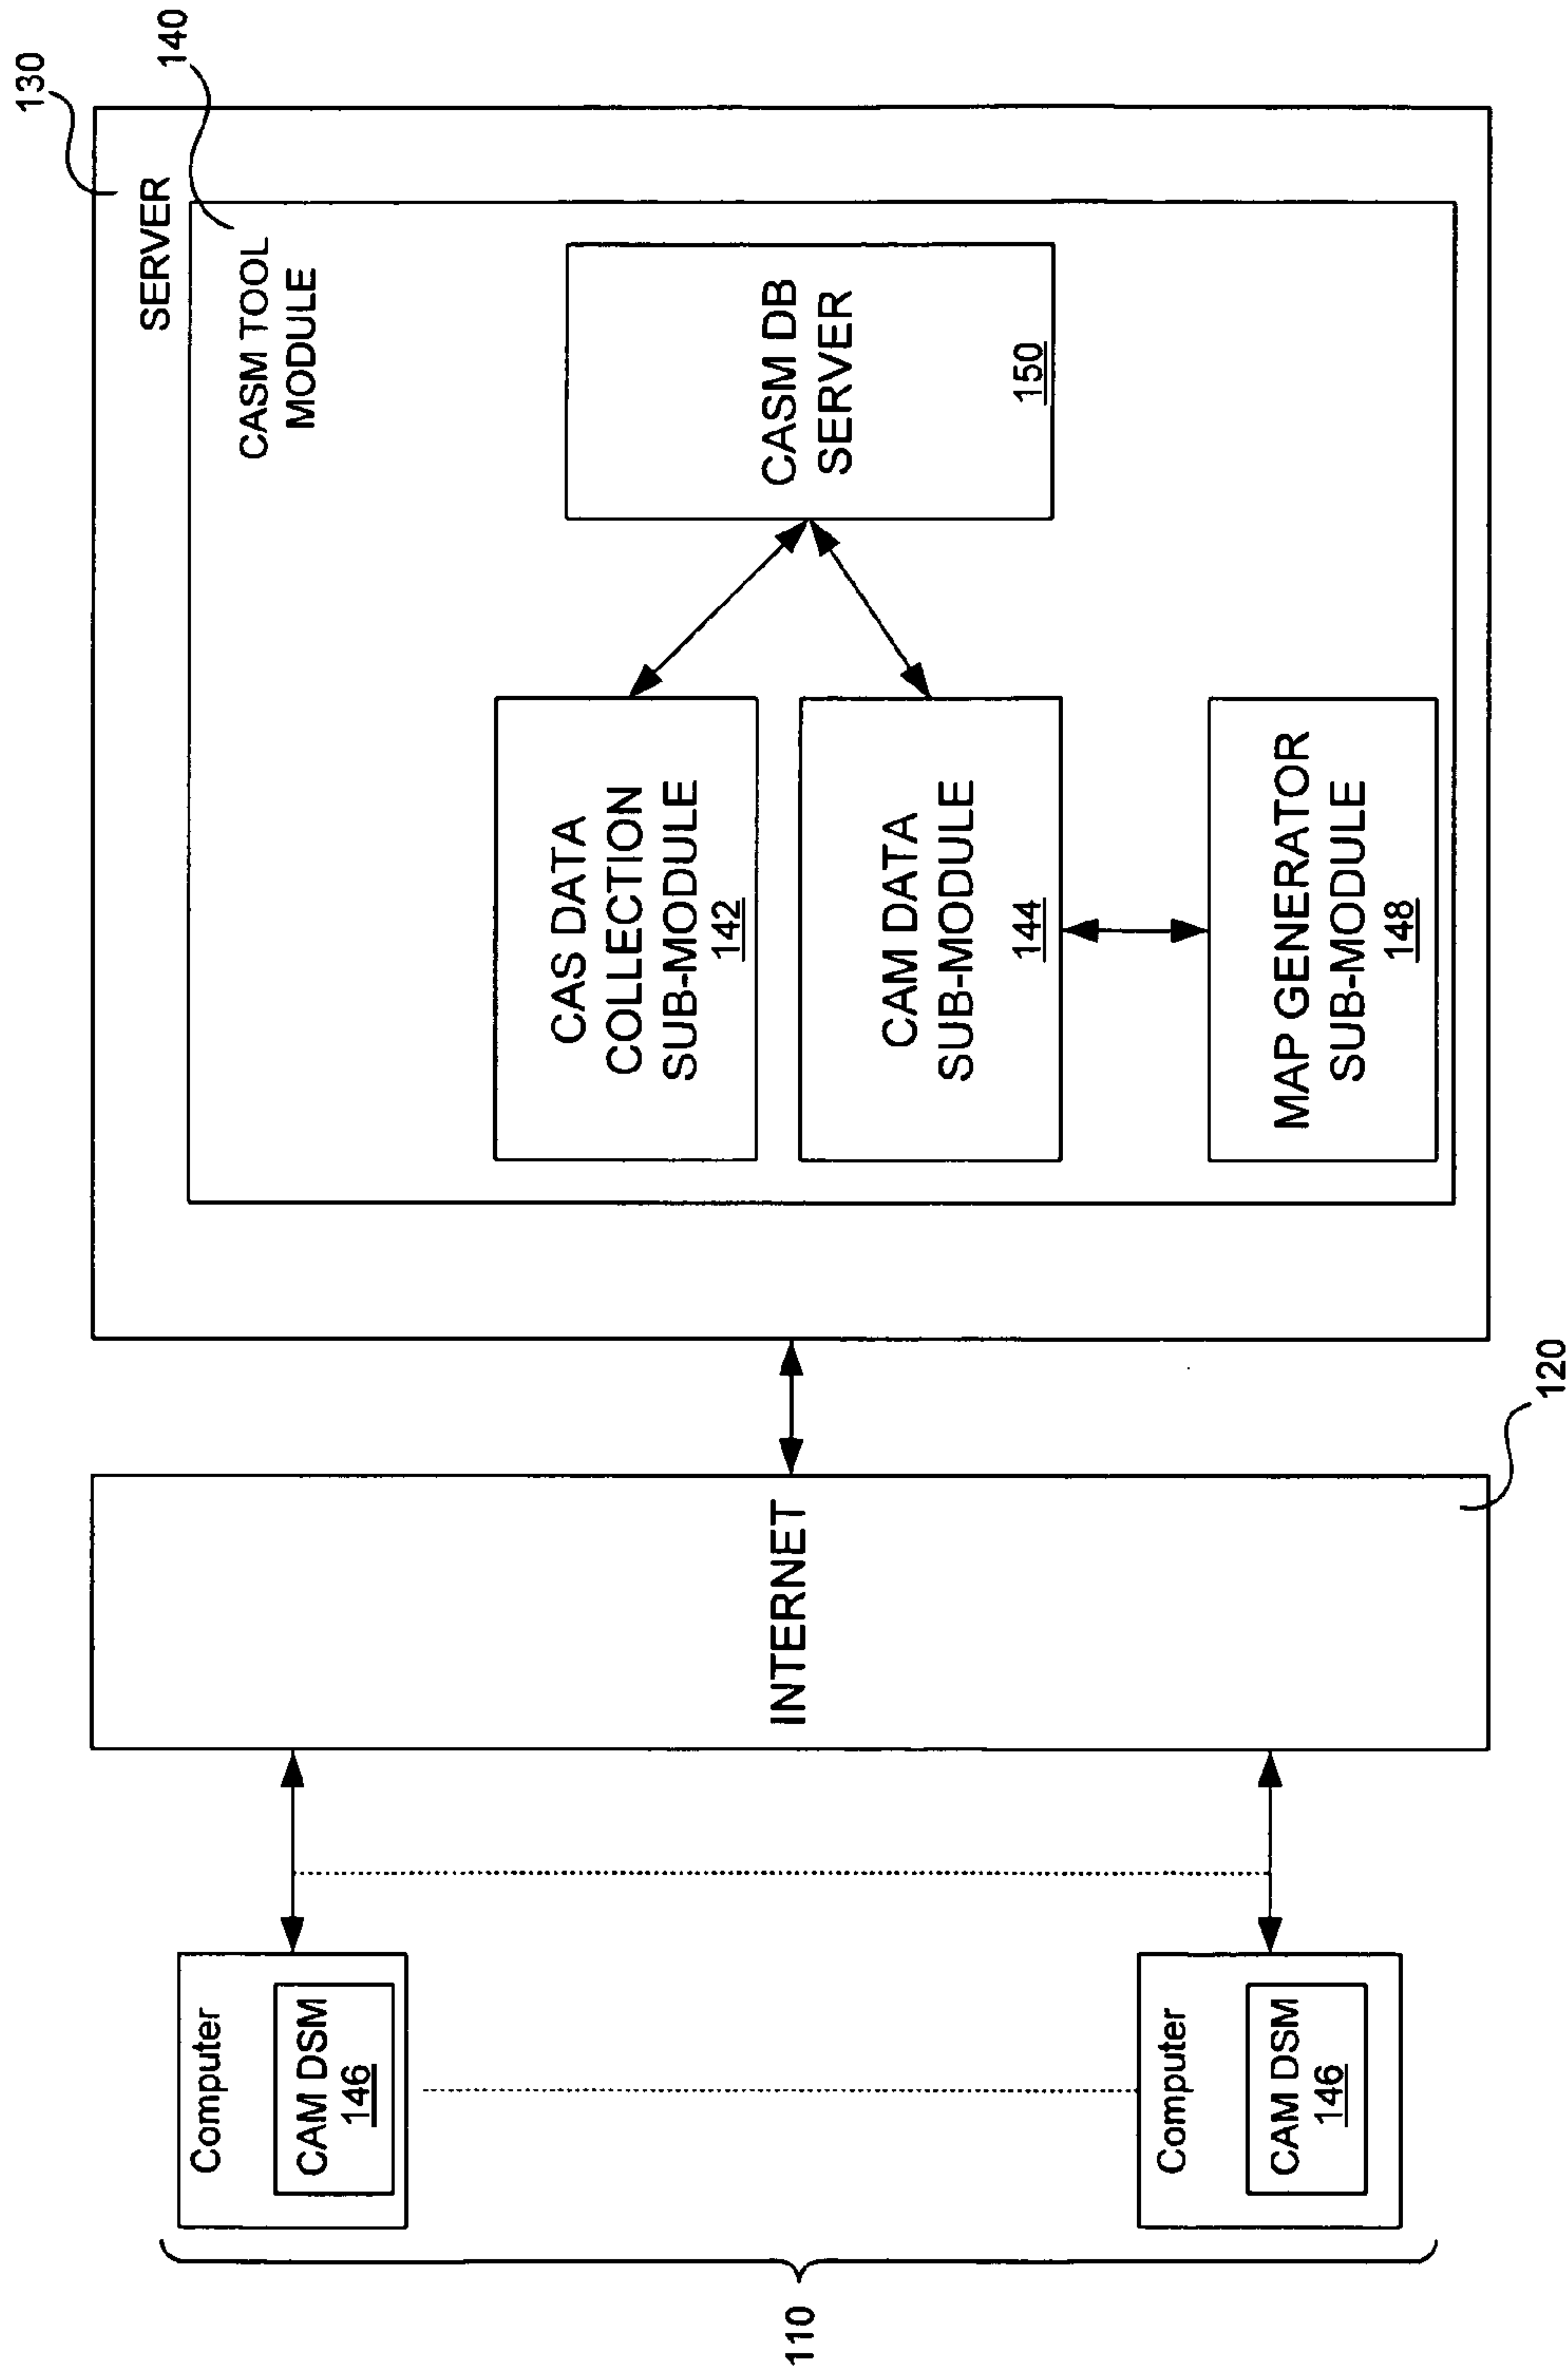 130
140
SERVER
CASM TOOL
MODULE
CASM DB
SERVER
150
CAS DATA
COLLECTION
SUB-MODULE
142
CAM DATA
SUB-MODULE
144
MAP GENERATOR
SUB-MODULE
148
INTERNET
120
Computer
CAM DSM
146
Computer
CAM DSM
146
110